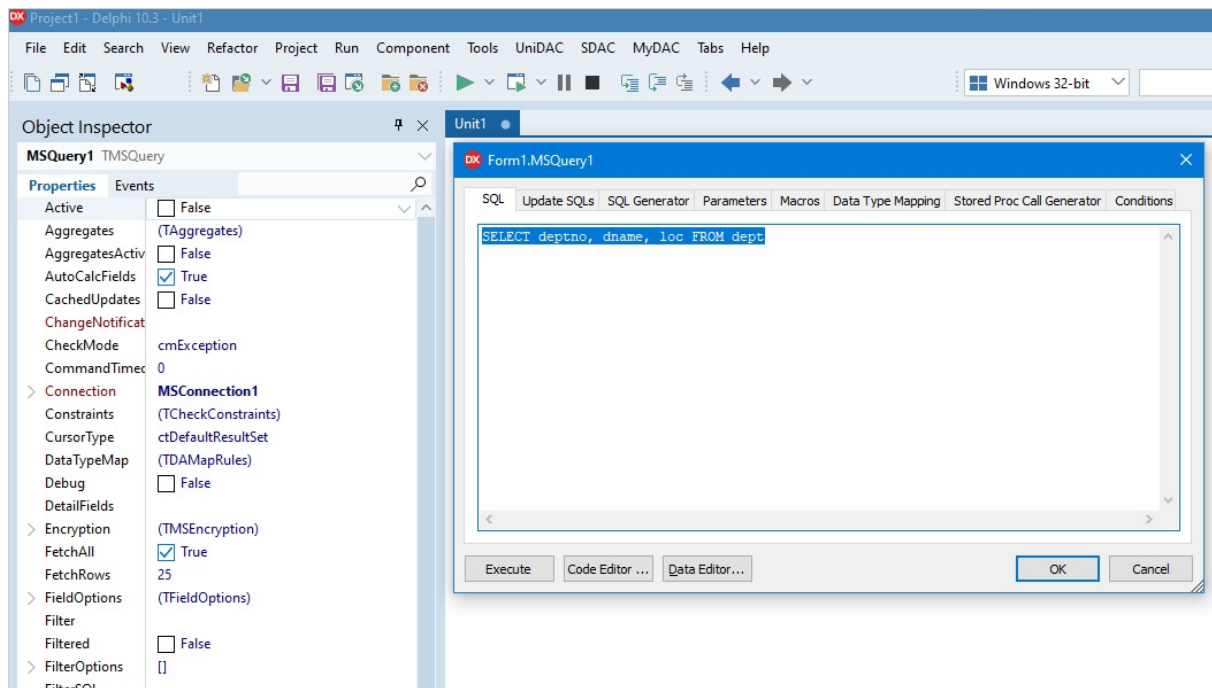 DX Project1 - Delphi 10.3 - Unit1
File Edit Search View Refactor Project Run Component Tools UniDAC SDAC MyDAC Tabs Help
Windows 32-bit
Object Inspector
MSQuery1 TMSQuery
Properties Events
Active False
Aggregates (TAggregates)
AggregatesActiv False
AutoCalcFields True
CachedUpdates False
ChangeNotificat
CheckMode cmException
CommandTimec 0
Connection MSConnection1
Constraints (TCheckConstraints)
CursorType ctDefaultResultSet
DataTypeMap (TDAMapRules)
Debug False
DetailFields
Encryption (TMSEncryption)
FetchAll True
FetchRows 25
FieldOptions (TFieldOptions)
Filter
Filtered False
FilterOptions []
Unit1
DX Form1.MSQuery1
SQL Update SQLs SQL Generator Parameters Macros Data Type Mapping Stored Proc Call Generator Conditions
SELECT deptno, dname, loc FROM dept
Execute Code Editor ... Data Editor... OK Cancel